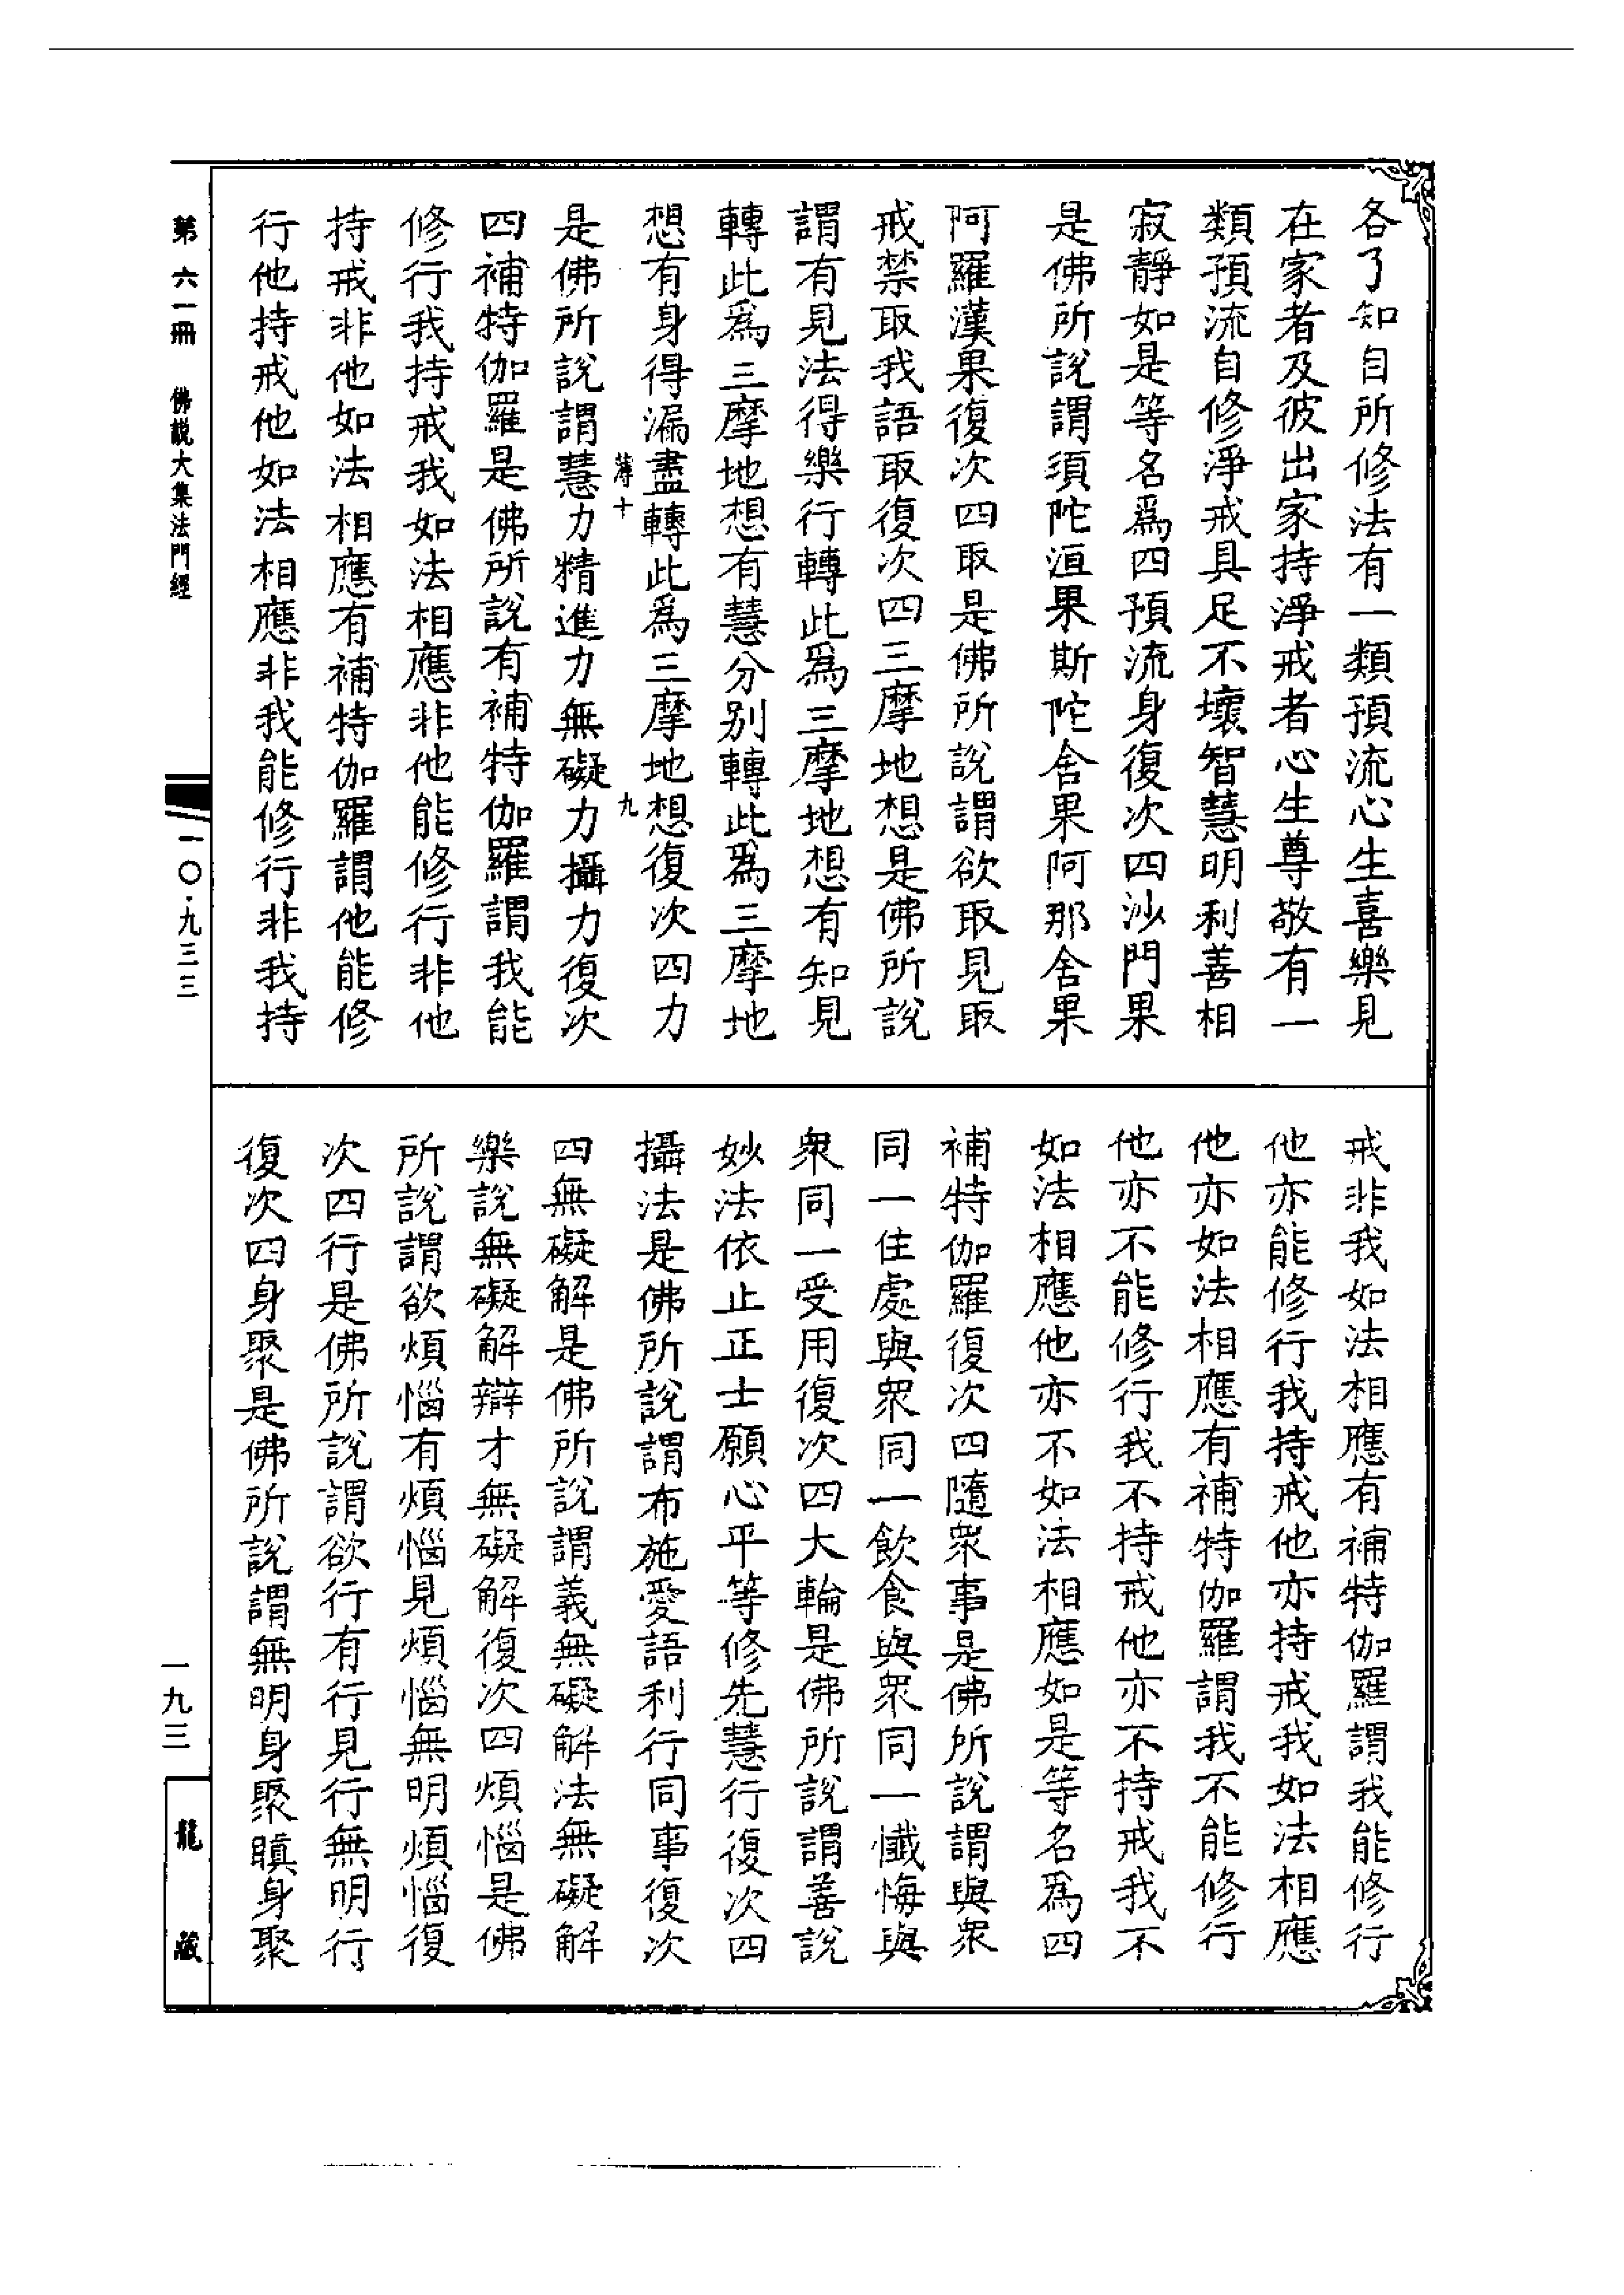 各了知自所修法有一類預流心生喜樂見
在家者及彼出家持淨戒者心生尊敬有一
類預流自修淨戒具足不壞智慧明利善相
寂靜如是等名爲四預流身復次四沙門果
是佛所說謂須陀洹果斯陀舍果阿那舍果
阿羅漢果復次四取是佛所說謂欲取見取
戒禁取我語取復次四三摩地想是佛所說
謂有見法得樂行轉此爲三摩地想有知見
轉此爲三摩地想有慧分別轉此爲三摩地
想有身得漏盡轉此爲三摩地想復次四力
薄十 九
是佛所說謂慧力精進力無礙力攝力復次
四補特伽羅是佛所說有補特伽羅謂我能
修行我持戒我如法相應非他能修行非他
持戒非他如法相應有補特伽羅謂他能修
行他持戒他如法相應非我能修行非我持
戒非我如法相應有補特伽羅謂我能修行
他亦能修行我持戒他亦持戒我如法相應
他亦如法相應有補特伽羅謂我不能修行
他亦不能修行我不持戒他亦不持戒我不
如法相應他亦不如法相應如是等名爲四
補特伽羅復次四隨眾事是佛所說謂與眾
同一住處與眾同一飲食與眾同一懺悔與
眾同一受用復次四大輪是佛所說謂善說
妙法依止正士願心平等修先慧行復次四
攝法是佛所說謂布施愛語利行同事復次
四無礙解是佛所說謂義無礙解法無礙解
樂說無礙解辯才無礙解復次四煩惱是佛
所說謂欲煩惱有煩惱見煩惱無明煩惱復
次四行是佛所說謂欲行有行見行無明行
復次四身聚是佛所說謂無明身聚瞋身聚
第六一冊 佛說大集法門經
一〇·九三三
一九三
龍藏